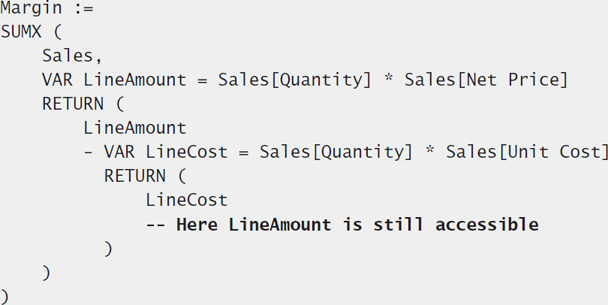 Margin :=
SUMX (
    Sales,
    VAR LineAmount = Sales[Quantity] * Sales[Net Price]
    RETURN (
        LineAmount
        - VAR LineCost = Sales[Quantity] * Sales[Unit Cost]
          RETURN (
              LineCost
              -- Here LineAmount is still accessible
          )
    )
)